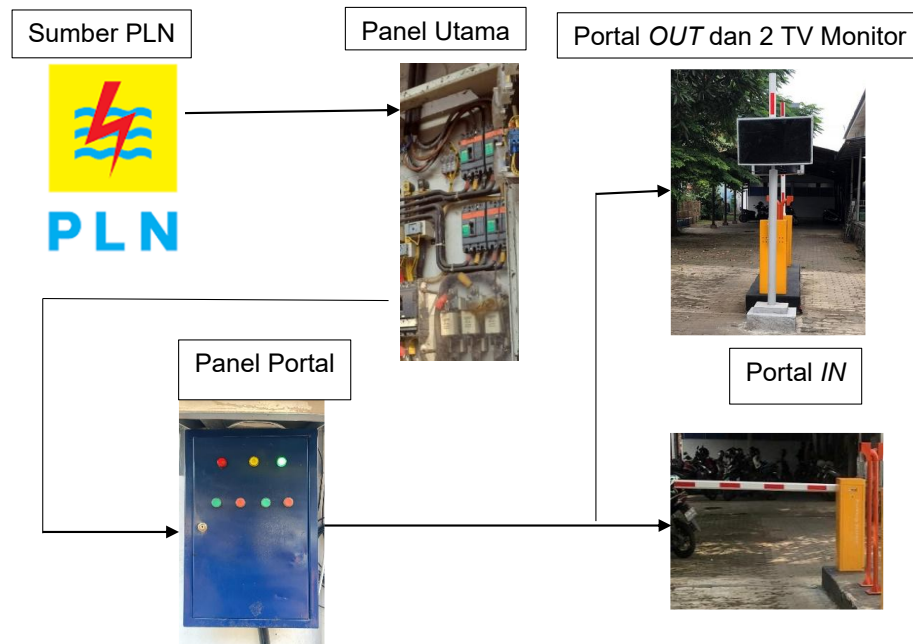 Sumber PLN
Panel Utama
Portal OUT dan 2 TV Monitor
PLN
Panel Portal
Portal IN